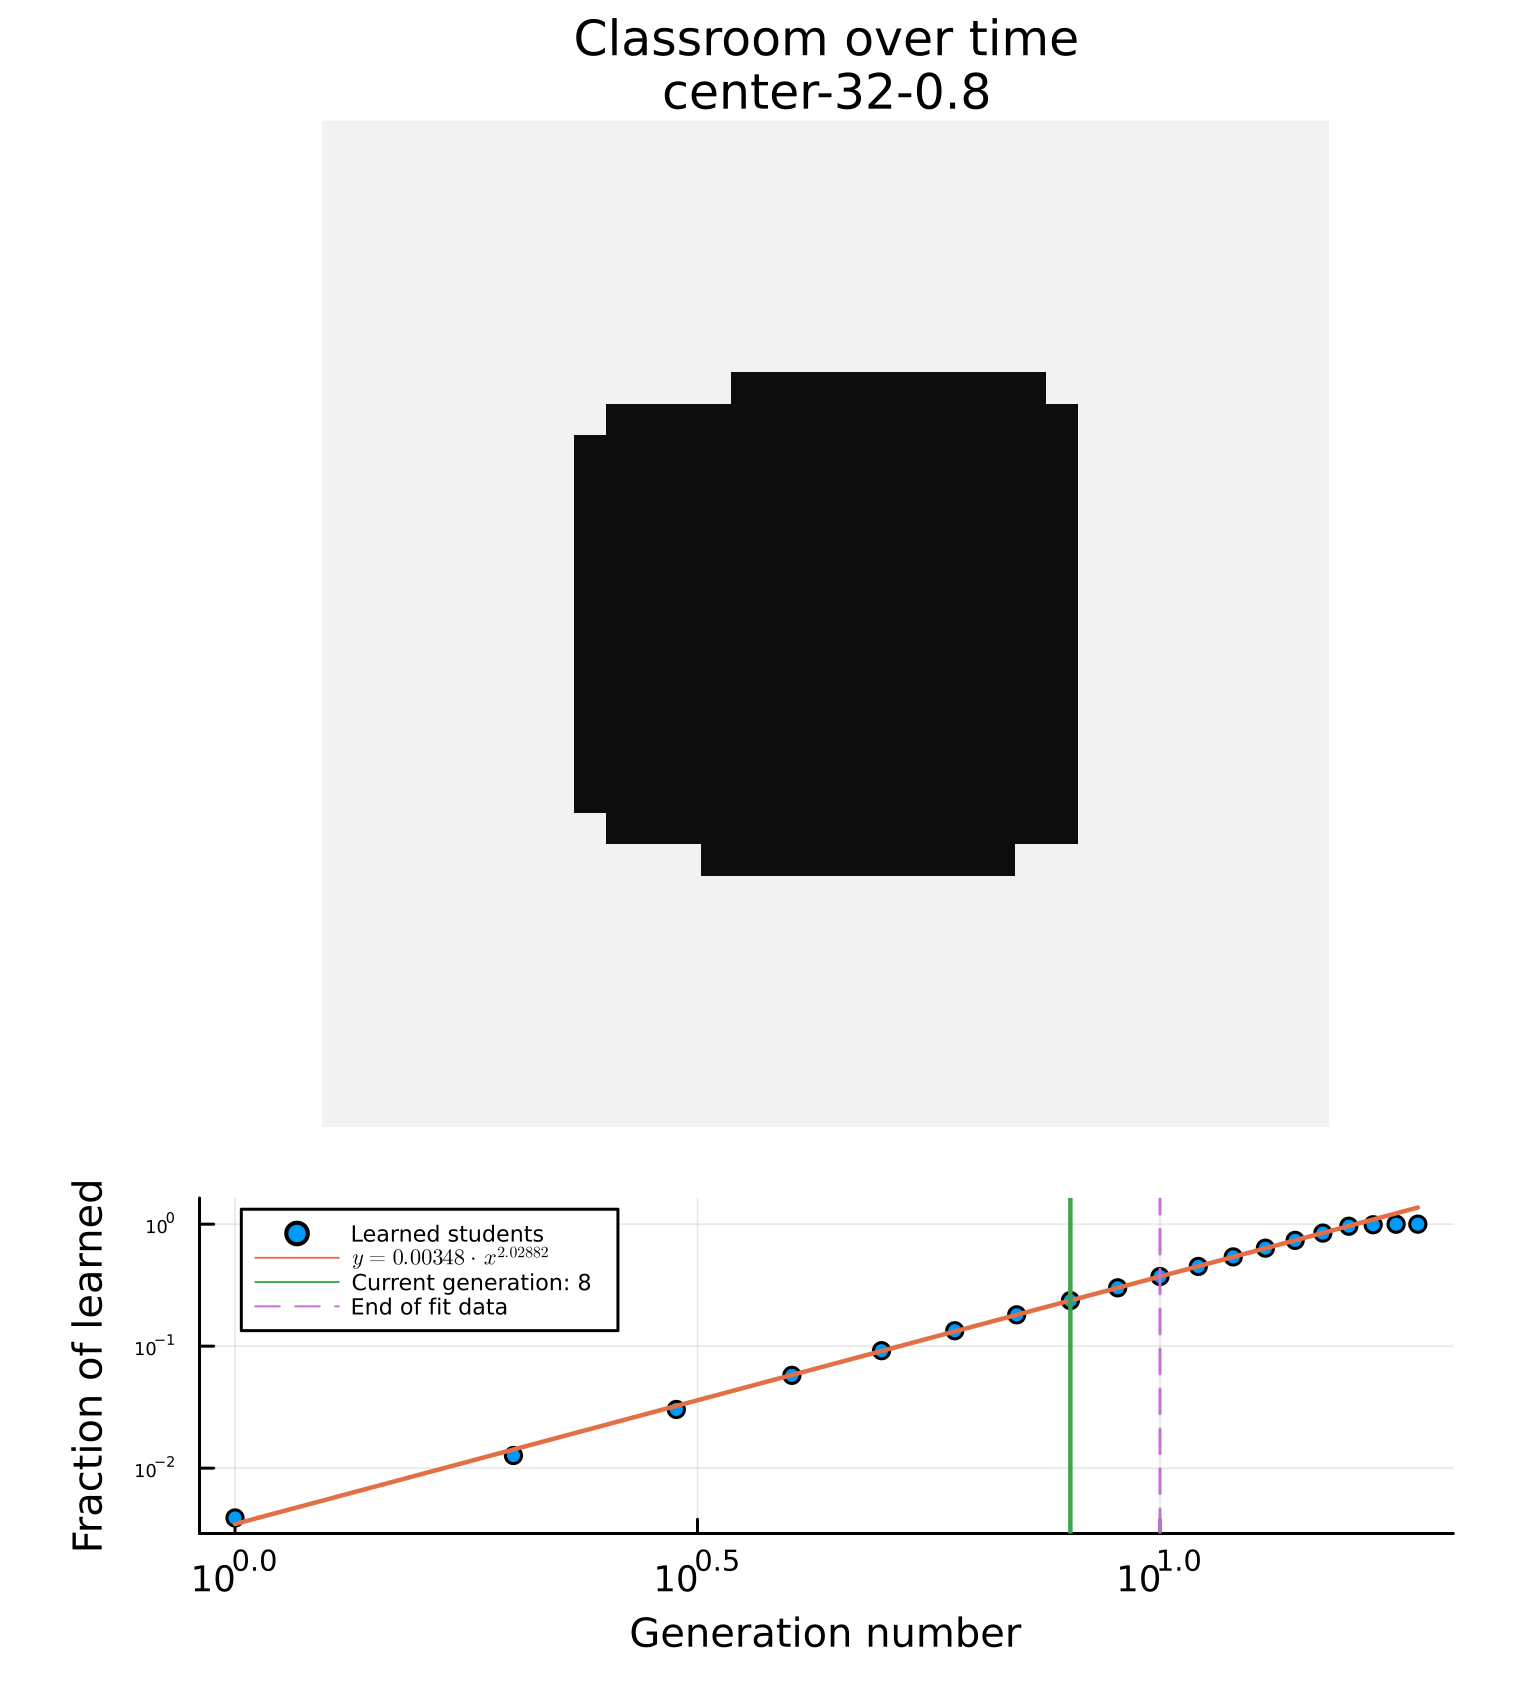 Classroom over time
center-32-0.8
Fraction of learned
10^0
10^-1
10^-2
Learned students
y = 0.00348 · x^2.02882
Current generation: 8
End of fit data
10^0.0 10^0.5 10^1.0
Generation number